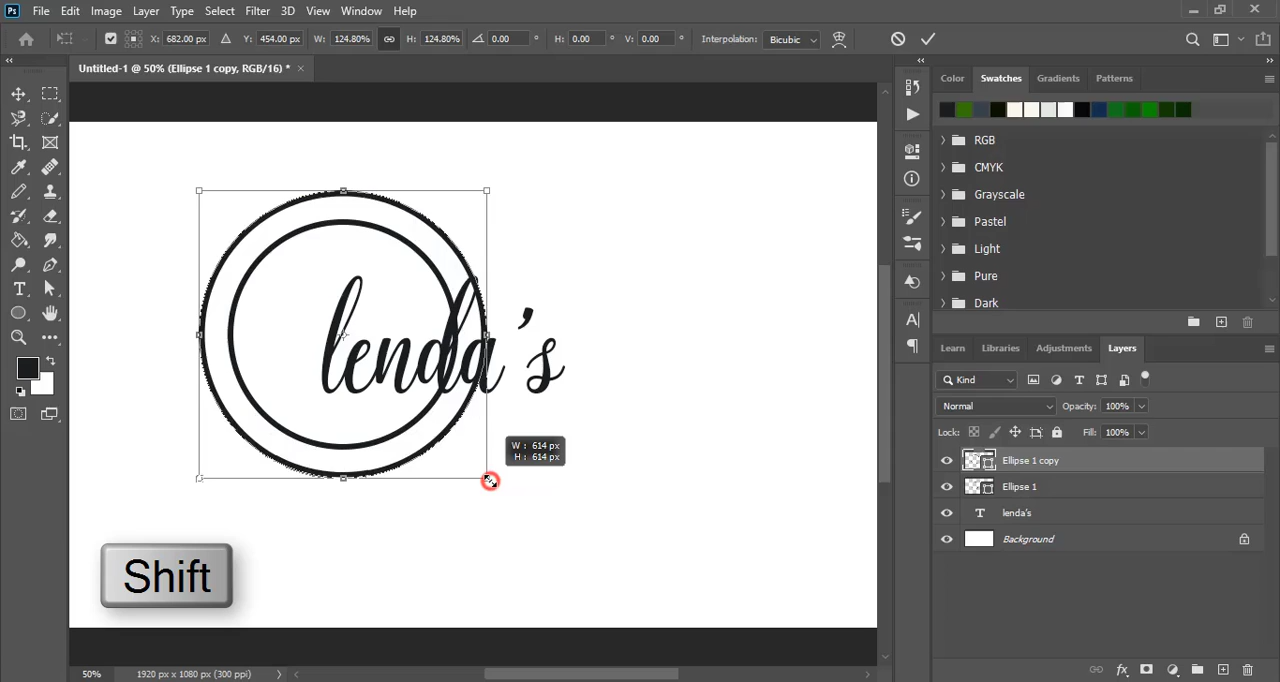 Ps File Edit Image Layer Type Select Filter 3D View Window Help
X: 682.00 px Y: 454.00 px W: 124.80% H: 124.80% 0.00 ° H: 0.00 ° V: 0.00 ° Interpolation: Bicubic
Untitled-1 @ 50% (Ellipse 1 copy, RGB/16) *
Color Swatches Gradients Patterns
RGB
CMYK
Grayscale
Pastel
Light
Pure
Dark
lenda's
W : 614 px
H : 614 px
Learn Libraries Adjustments Layers
Kind
Normal Opacity: 100%
Lock: Fill: 100%
Ellipse 1 copy
Ellipse 1
T lenda's
Background
Shift
50% 1920 px x 1080 px (300 ppi)